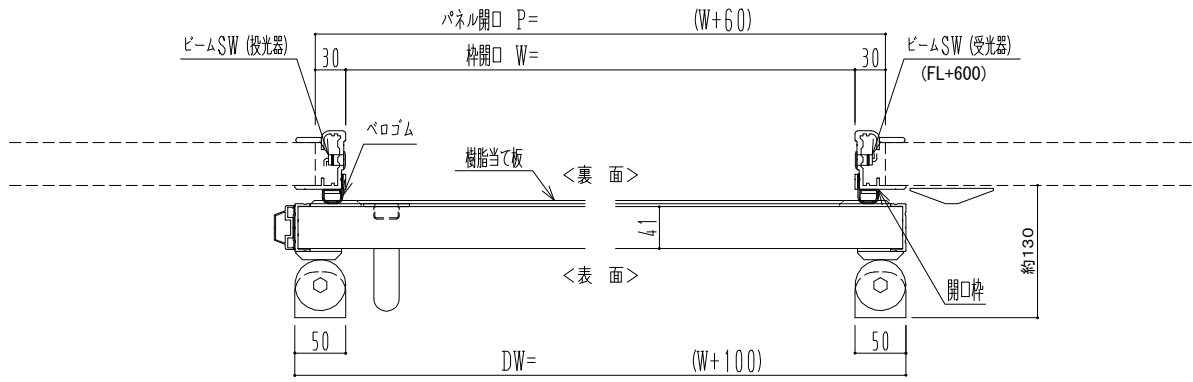 パネル開口 P= (W+60)
ビームSW (投光器)
30
枠開口 W=
30
ビームSW (受光器)
(FL+600)
ベロゴム
樹脂当て板
<裏 面>
41
<表 面>
約130
開口枠
50
50
DW= (W+100)